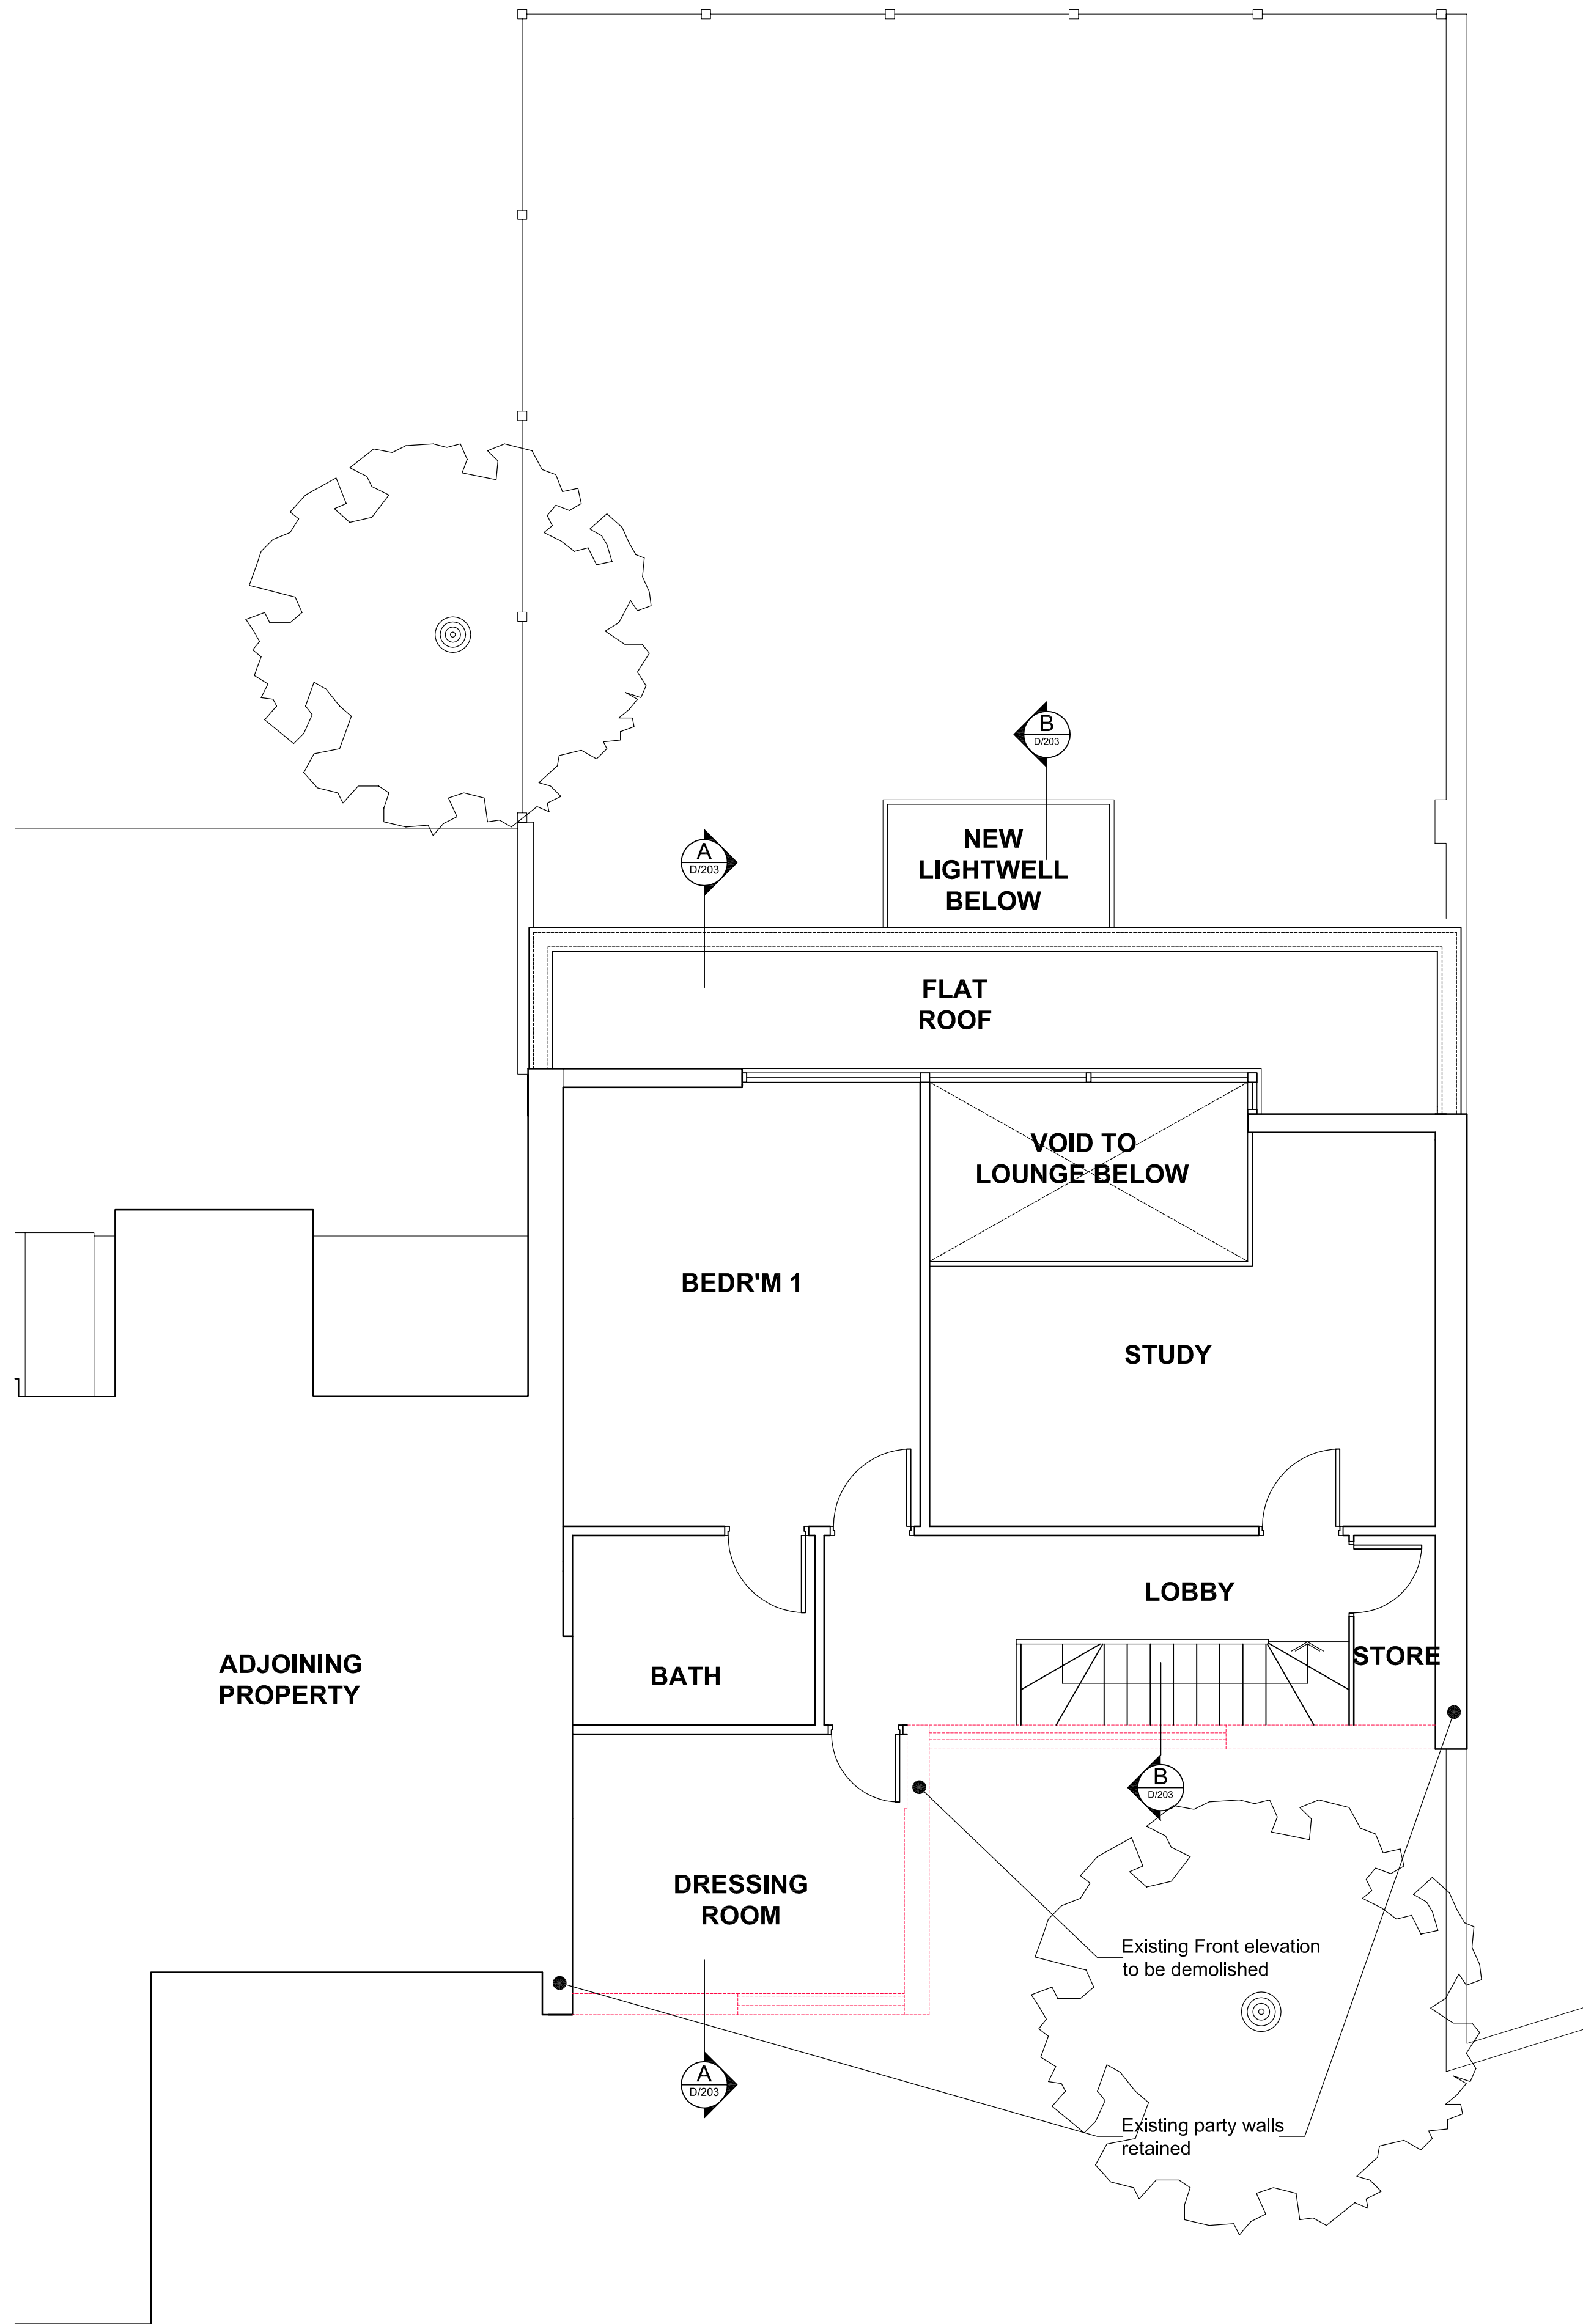 B
D/203
NEW
LIGHTWELL
BELOW
A
D/203
FLAT
ROOF
VOID TO
LOUNGE BELOW
BEDR'M 1
STUDY
LOBBY
STORE
BATH
ADJOINING
PROPERTY
B
D/203
DRESSING
ROOM
Existing Front elevation
to be demolished
A
D/203
Existing party walls
retained